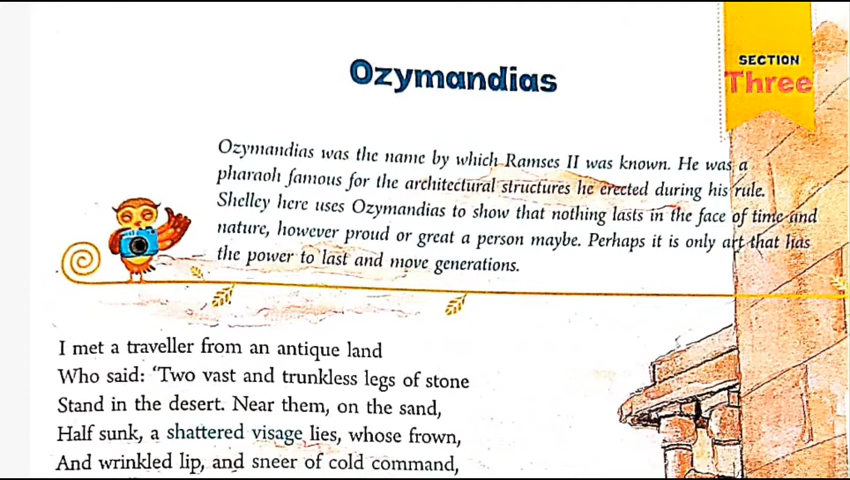 Ozymandias
SECTION
Three
Ozymandias was the name by which Ramses II was known. He was a
pharaoh famous for the architectural structures he erected during his rule.
Shelley here uses Ozymandias to show that nothing lasts in the face of time and
nature, however proud or great a person maybe. Perhaps it is only art that has
the power to last and move generations.
I met a traveller from an antique land
Who said: ‘Two vast and trunkless legs of stone
Stand in the desert. Near them, on the sand,
Half sunk, a shattered visage lies, whose frown,
And wrinkled lip, and sneer of cold command,